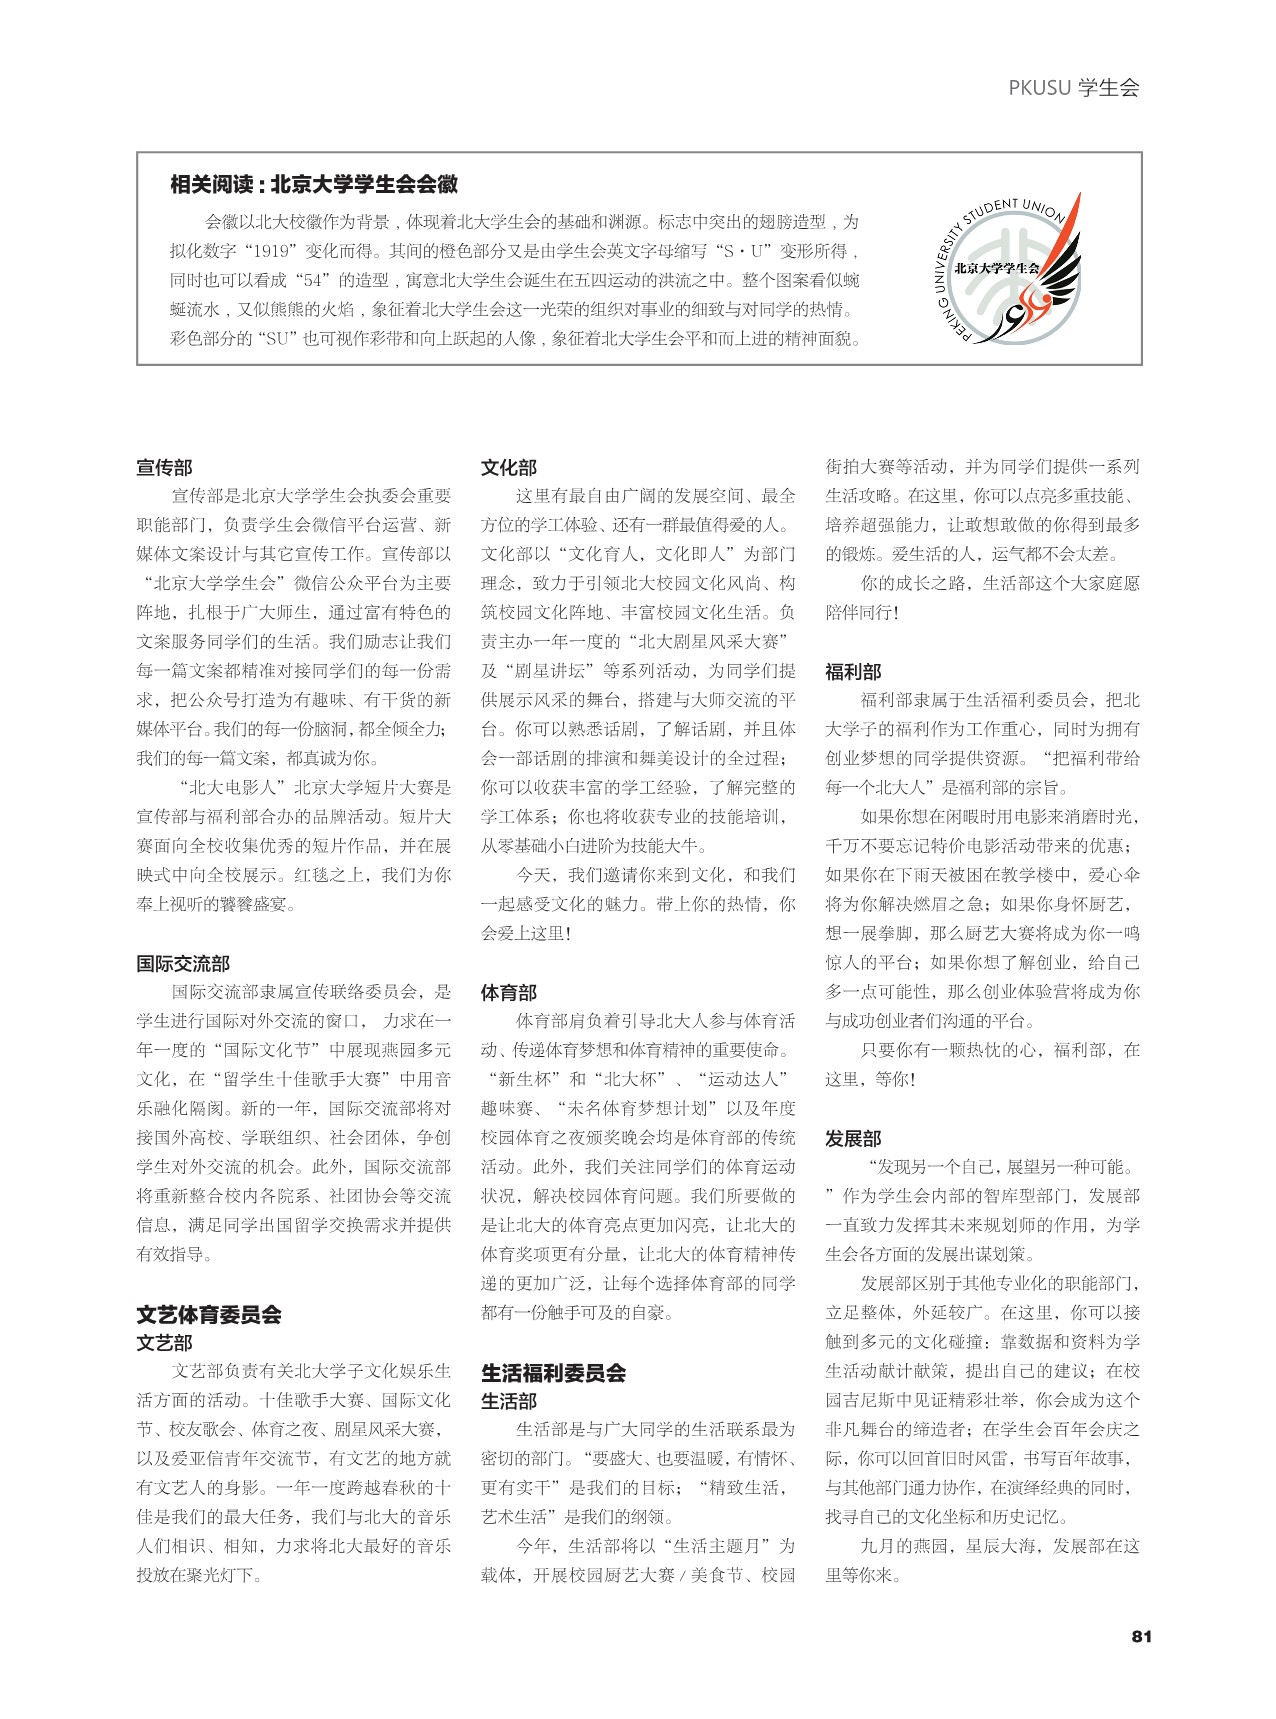 PKUSU 学生会
相关阅读：北京大学学生会会徽
会徽以北大校徽作为背景，体现着北大学生会的基础和渊源。标志中突出的翅膀造型，为
拟化数字“1919”变化而得。其间的橙色部分又是由学生会英文字母缩写“S·U”变形所得，
同时也可以看成“54”的造型，寓意北大学生会诞生在五四运动的洪流之中。整个图案看似蜿
蜒流水，又似熊熊的火焰，象征着北大学生会这一光荣的组织对事业的细致与对同学的热情。
彩色部分的“SU”也可视作彩带和向上跃起的人像，象征着北大学生会平和而上进的精神面貌。
PEKING UNIVERSITY STUDENT UNION
北京大学学生会
宣传部
宣传部是北京大学学生会执委会重要
职能部门，负责学生会微信平台运营、新
媒体文案设计与其它宣传工作。宣传部以
“北京大学学生会”微信公众平台为主要
阵地，扎根于广大师生，通过富有特色的
文案服务同学们的生活。我们励志让我们
每一篇文案都精准对接同学们的每一份需
求，把公众号打造为有趣味、有干货的新
媒体平台。我们的每一份脑洞，都全倾全力；
我们的每一篇文案，都真诚为你。
“北大电影人”北京大学短片大赛是
宣传部与福利部合办的品牌活动。短片大
赛面向全校收集优秀的短片作品，并在展
映式中向全校展示。红毯之上，我们为你
奉上视听的饕餮盛宴。
国际交流部
国际交流部隶属宣传联络委员会，是
学生进行国际对外交流的窗口， 力求在一
年一度的“国际文化节”中展现燕园多元
文化，在“留学生十佳歌手大赛”中用音
乐融化隔阂。新的一年，国际交流部将对
接国外高校、学联组织、社会团体，争创
学生对外交流的机会。此外，国际交流部
将重新整合校内各院系、社团协会等交流
信息，满足同学出国留学交换需求并提供
有效指导。
文艺体育委员会
文艺部
文艺部负责有关北大学子文化娱乐生
活方面的活动。十佳歌手大赛、国际文化
节、校友歌会、体育之夜、剧星风采大赛，
以及爱亚信青年交流节，有文艺的地方就
有文艺人的身影。一年一度跨越春秋的十
佳是我们的最大任务，我们与北大的音乐
人们相识、相知，力求将北大最好的音乐
投放在聚光灯下。
文化部
这里有最自由广阔的发展空间、最全
方位的学工体验、还有一群最值得爱的人。
文化部以“文化育人，文化即人”为部门
理念，致力于引领北大校园文化风尚、构
筑校园文化阵地、丰富校园文化生活。负
责主办一年一度的“北大剧星风采大赛”
及“剧星讲坛”等系列活动，为同学们提
供展示风采的舞台，搭建与大师交流的平
台。你可以熟悉话剧，了解话剧，并且体
会一部话剧的排演和舞美设计的全过程；
你可以收获丰富的学工经验，了解完整的
学工体系；你也将收获专业的技能培训，
从零基础小白进阶为技能大牛。
今天，我们邀请你来到文化，和我们
一起感受文化的魅力。带上你的热情，你
会爱上这里！
体育部
体育部肩负着引导北大人参与体育活
动、传递体育梦想和体育精神的重要使命。
“新生杯”和“北大杯”、“运动达人”
趣味赛、“未名体育梦想计划”以及年度
校园体育之夜颁奖晚会均是体育部的传统
活动。此外，我们关注同学们的体育运动
状况，解决校园体育问题。我们所要做的
是让北大的体育亮点更加闪亮，让北大的
体育奖项更有分量，让北大的体育精神传
递的更加广泛，让每个选择体育部的同学
都有一份触手可及的自豪。
生活福利委员会
生活部
生活部是与广大同学的生活联系最为
密切的部门。“要盛大、也要温暖，有情怀、
更有实干”是我们的目标；“精致生活，
艺术生活”是我们的纲领。
今年，生活部将以“生活主题月”为
载体，开展校园厨艺大赛 / 美食节、校园
街拍大赛等活动，并为同学们提供一系列
生活攻略。在这里，你可以点亮多重技能、
培养超强能力，让敢想敢做的你得到最多
的锻炼。爱生活的人，运气都不会太差。
你的成长之路，生活部这个大家庭愿
陪伴同行！
福利部
福利部隶属于生活福利委员会，把北
大学子的福利作为工作重心，同时为拥有
创业梦想的同学提供资源。“把福利带给
每一个北大人”是福利部的宗旨。
如果你想在闲暇时用电影来消磨时光，
千万不要忘记特价电影活动带来的优惠；
如果你在下雨天被困在教学楼中，爱心伞
将为你解决燃眉之急；如果你身怀厨艺，
想一展拳脚，那么厨艺大赛将成为你一鸣
惊人的平台；如果你想了解创业，给自己
多一点可能性，那么创业体验营将成为你
与成功创业者们沟通的平台。
只要你有一颗热忱的心，福利部，在
这里，等你！
发展部
“发现另一个自己，展望另一种可能。
”作为学生会内部的智库型部门，发展部
一直致力发挥其未来规划师的作用，为学
生会各方面的发展出谋划策。
发展部区别于其他专业化的职能部门，
立足整体，外延较广。在这里，你可以接
触到多元的文化碰撞：靠数据和资料为学
生活动献计献策，提出自己的建议；在校
园吉尼斯中见证精彩壮举，你会成为这个
非凡舞台的缔造者；在学生会百年会庆之
际，你可以回首旧时风雷，书写百年故事，
与其他部门通力协作，在演绎经典的同时，
找寻自己的文化坐标和历史记忆。
九月的燕园，星辰大海，发展部在这
里等你来。
81